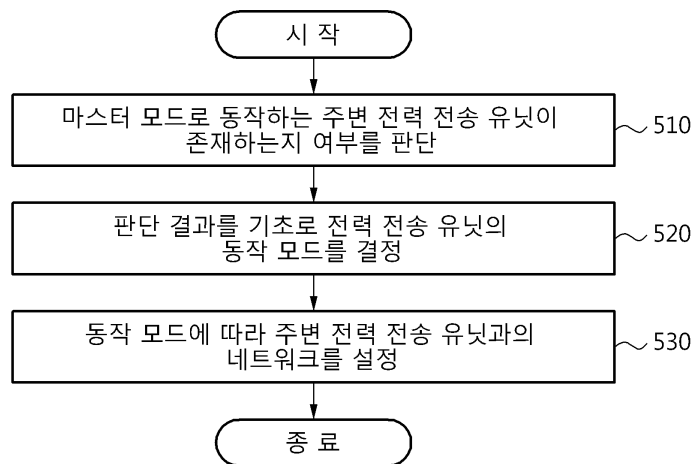 시 작
마스터 모드로 동작하는 주변 전력 전송 유닛이
존재하는지 여부를 판단
510
판단 결과를 기초로 전력 전송 유닛의
동작 모드를 결정
520
동작 모드에 따라 주변 전력 전송 유닛과의
네트워크를 설정
530
종 료